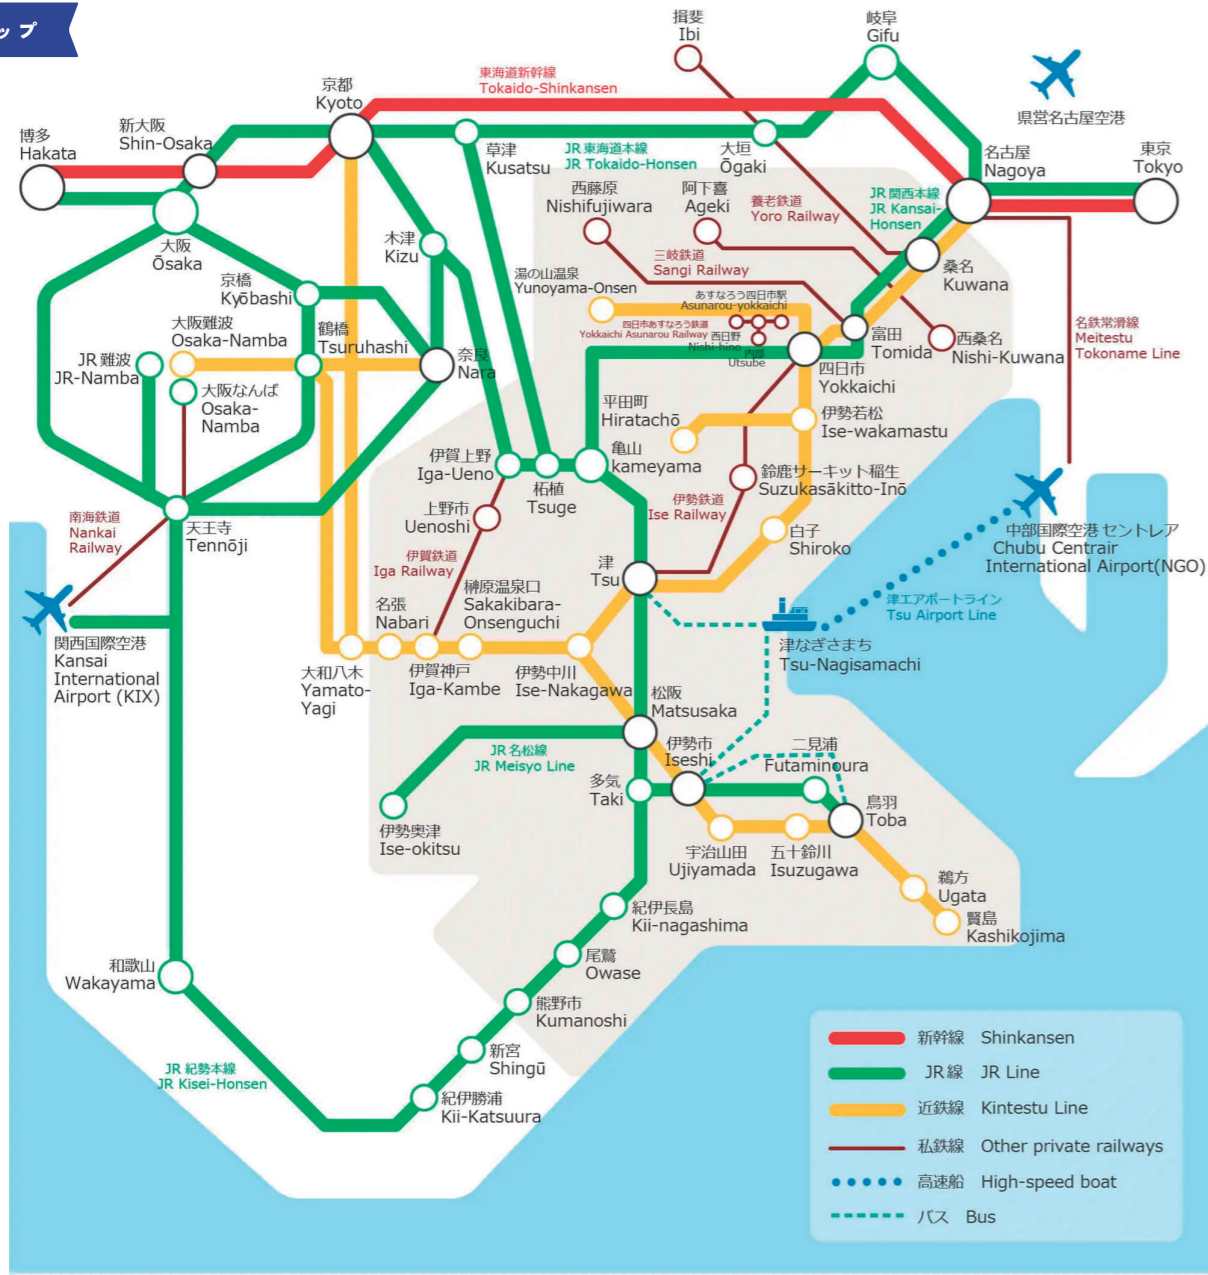 ップ
揖斐
Ibi
岐阜
Gifu
県営名古屋空港
東海道新幹線
Tokaido-Shinkansen
京都
Kyoto
新大阪
Shin-Osaka
博多
Hakata
草津
Kusatsu
JR 東海道本線
JR Tokaido-Honsen
大垣
Ōgaki
名古屋
Nagoya
東京
Tokyo
西藤原
Nishifujiwara
阿下喜
Ageki
養老鉄道
Yoro Railway
JR 関西本線
JR Kansai-
Honsen
大阪
Ōsaka
木津
Kizu
三岐鉄道
Sangi Railway
桑名
Kuwana
京橋
Kyōbashi
湯の山温泉
Yunoyama-Onsen
あすなろう四日市駅
Asunarou-yokkaichi
四日市あすなろう鉄道
Yokkaichi Asunarou Railway
西日野
Nishi-hino
内部
Utsube
大阪難波
Osaka-Namba
鶴橋
Tsuruhashi
奈良
Nara
富田
Tomida
西桑名
Nishi-Kuwana
名鉄常滑線
Meitestu
Tokoname Line
JR 難波
JR-Namba
大阪なんば
Osaka-
Namba
四日市
Yokkaichi
平田町
Hiratachō
伊勢若松
Ise-wakamastu
伊賀上野
Iga-Ueno
柘植
Tsuge
亀山
kameyama
鈴鹿サーキット稲生
Suzukasākitto-Inō
上野市
Uenoshi
伊勢鉄道
Ise Railway
南海鉄道
Nankai
Railway
天王寺
Tennōji
伊賀鉄道
Iga Railway
白子
Shiroko
中部国際空港 セントレア
Chubu Centrair
International Airport(NGO)
津
Tsu
津エアポートライン
Tsu Airport Line
名張
Nabari
榊原温泉口
Sakakibara-
Onsenguchi
関西国際空港
Kansai
International
Airport (KIX)
大和八木
Yamato-
Yagi
伊賀神戸
Iga-Kambe
伊勢中川
Ise-Nakagawa
津なぎさまち
Tsu-Nagisamachi
松阪
Matsusaka
JR 名松線
JR Meisyo Line
伊勢市
Iseshi
二見浦
Futaminoura
多気
Taki
鳥羽
Toba
伊勢奥津
Ise-okitsu
宇治山田
Ujiyamada
五十鈴川
Isuzugawa
鵜方
Ugata
賢島
Kashikojima
紀伊長島
Kii-nagashima
尾鷲
Owase
和歌山
Wakayama
熊野市
Kumanoshi
新宮
Shingū
JR 紀勢本線
JR Kisei-Honsen
紀伊勝浦
Kii-Katsuura
新幹線 Shinkansen
JR 線 JR Line
近鉄線 Kintestu Line
私鉄線 Other private railways
高速船 High-speed boat
バス Bus